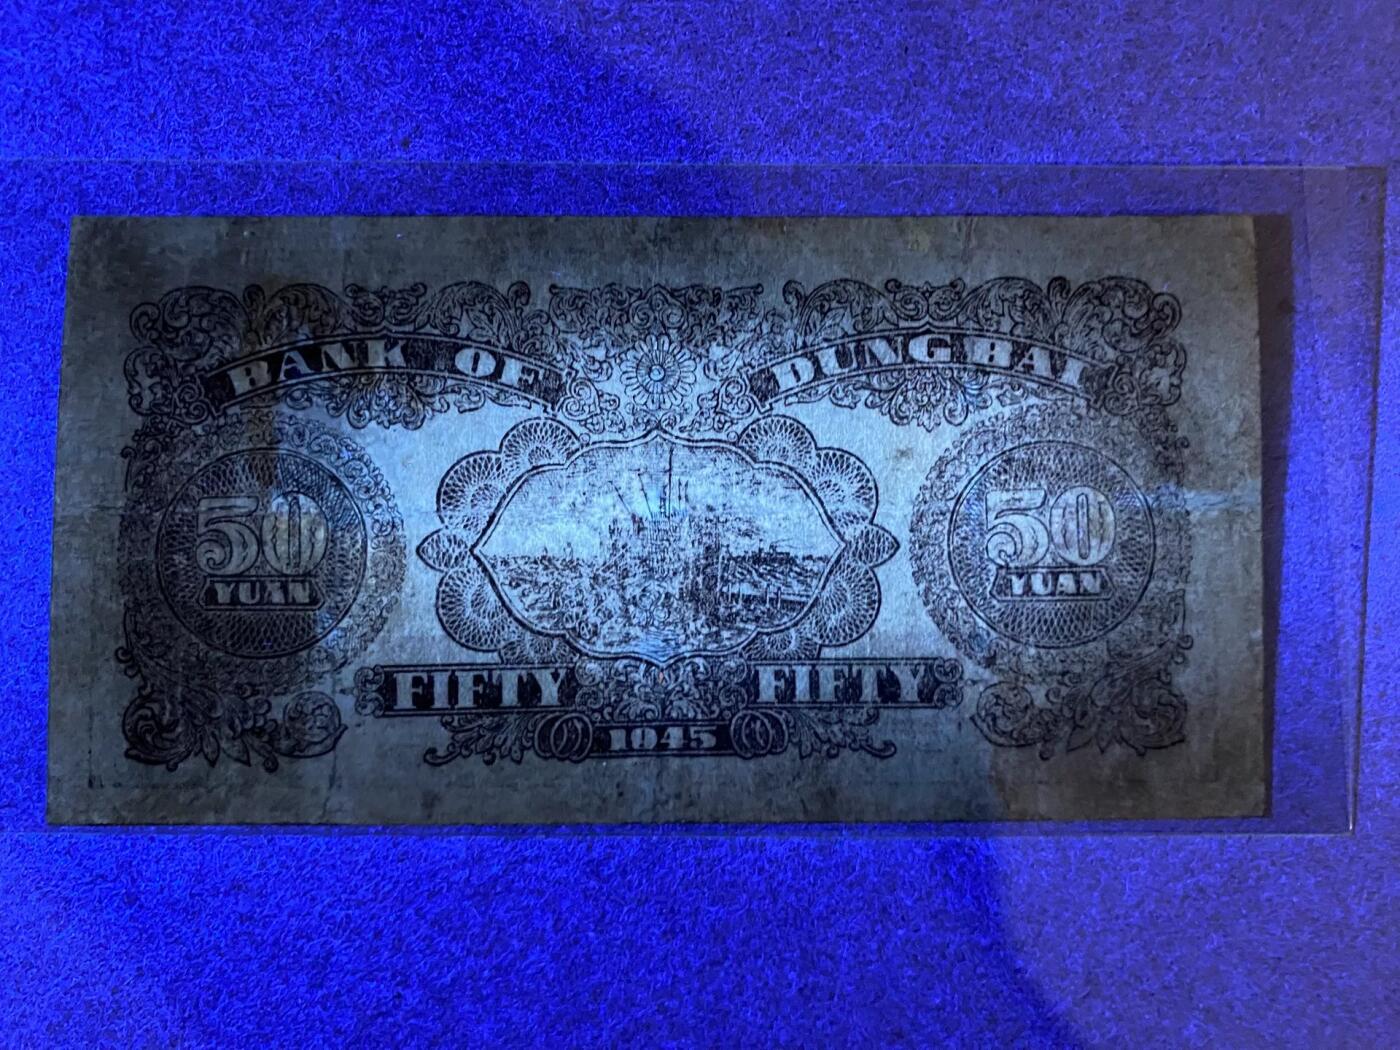 BANK OF DUNGBAI
50 50
YUAN YUAN
FIFTY FIFTY
1945